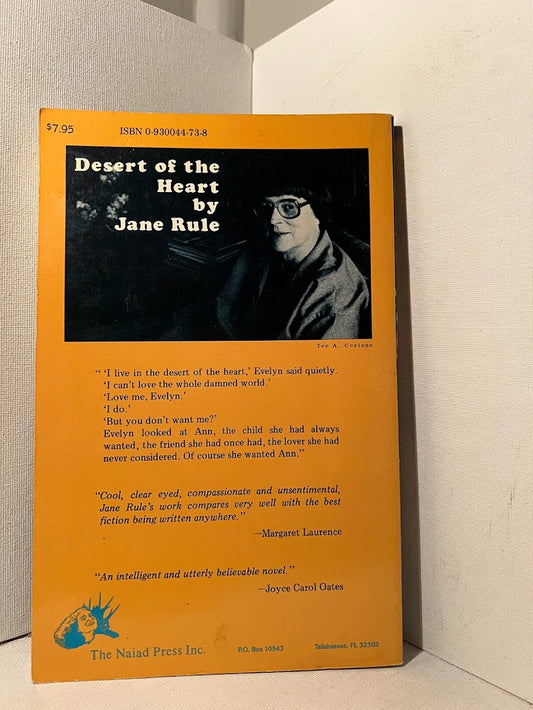 $7.95
ISBN 0-930044-73-8
Desert of the
Heart
by
Jane Rule
Tee A. Corinne
“ ‘I live in the desert of the heart,’ Evelyn said quietly.
‘I can’t love the whole damned world.’
‘Love me, Evelyn.’
‘I do.’
‘But you don’t want me?’
Evelyn looked at Ann, the child she had always
wanted, the friend she had once had, the lover she had
never considered. Of course she wanted Ann.”
“Cool, clear eyed, compassionate and unsentimental,
Jane Rule’s work compares very well with the best
fiction being written anywhere.”
—Margaret Laurence
“An intelligent and utterly believable novel.”
—Joyce Carol Oates
The Naiad Press Inc.
P.O. Box 10543
Tallahassee, FL 32302